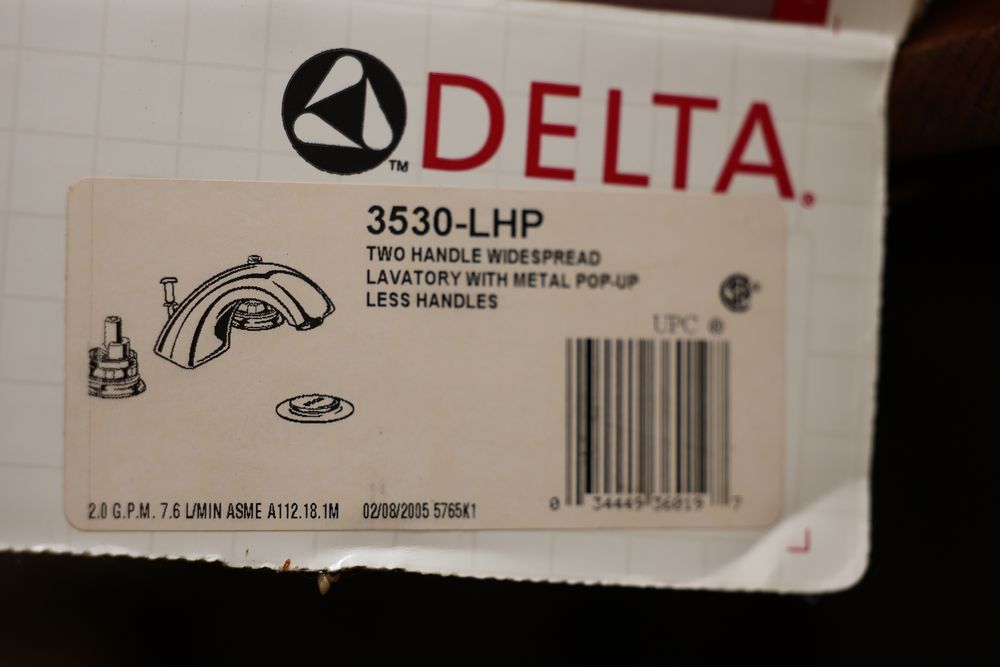 DELTA.
TM
3530-LHP
TWO HANDLE WIDESPREAD
LAVATORY WITH METAL POP-UP
LESS HANDLES
UPC ®
0 34449 36019 7
2.0 G.P.M. 7.6 L/MIN ASME A112.18.1M 02/08/2005 5765K1